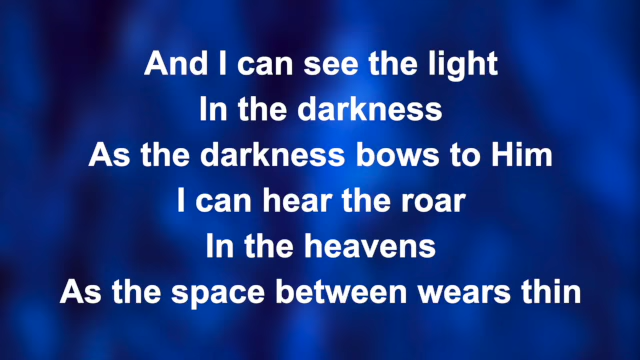 And I can see the light
In the darkness
As the darkness bows to Him
I can hear the roar
In the heavens
As the space between wears thin